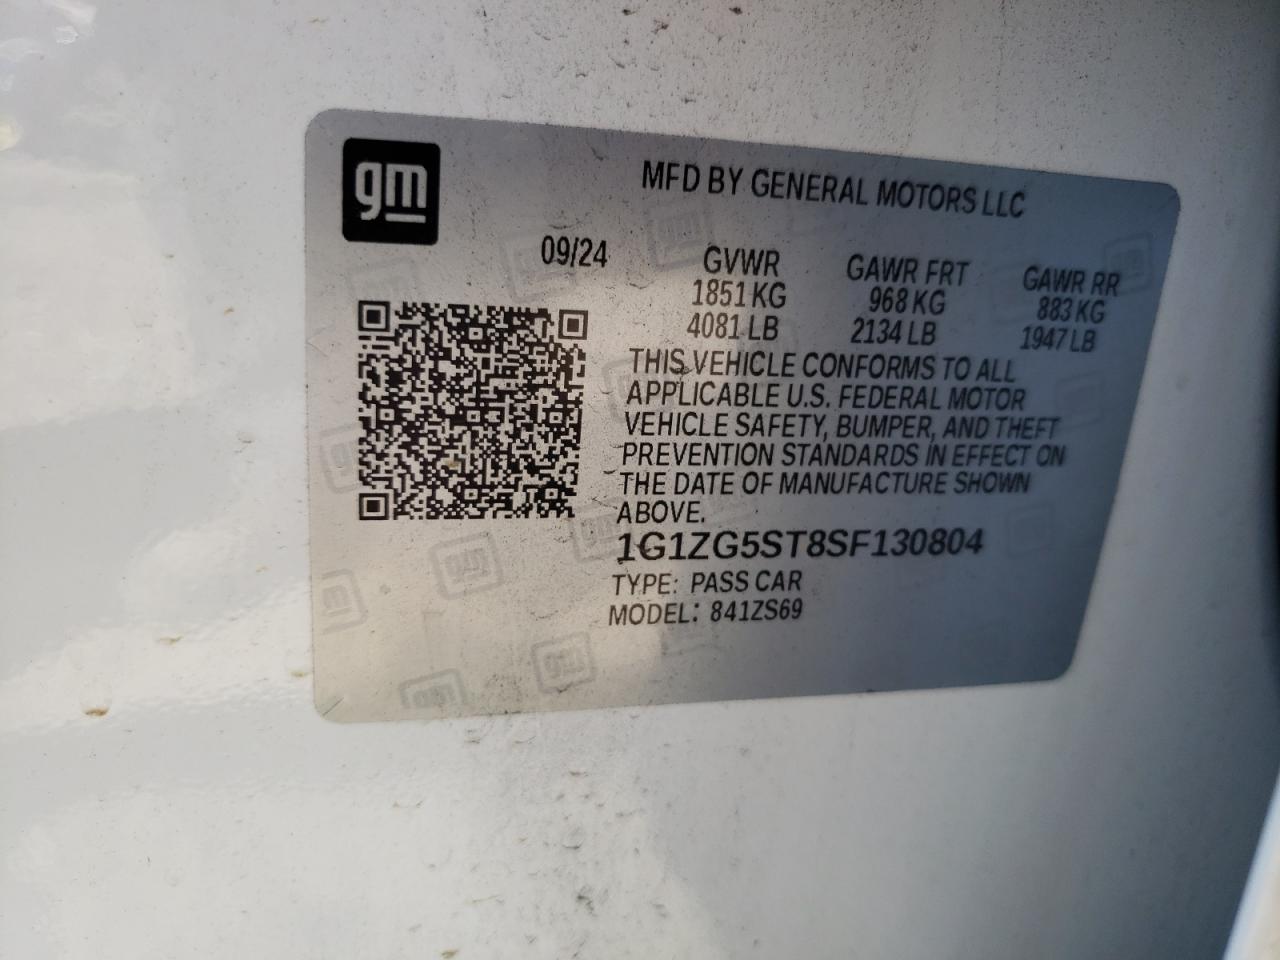 gm
MFD BY GENERAL MOTORS LLC
09/24 GVWR GAWR FRT GAWR RR
1851 KG 968 KG 883 KG
4081 LB 2134 LB 1947 LB
THIS VEHICLE CONFORMS TO ALL
APPLICABLE U.S. FEDERAL MOTOR
VEHICLE SAFETY, BUMPER, AND THEFT
PREVENTION STANDARDS IN EFFECT ON
THE DATE OF MANUFACTURE SHOWN
ABOVE.
1G1ZG5ST8SF130804
TYPE: PASS CAR
MODEL: 841ZS69